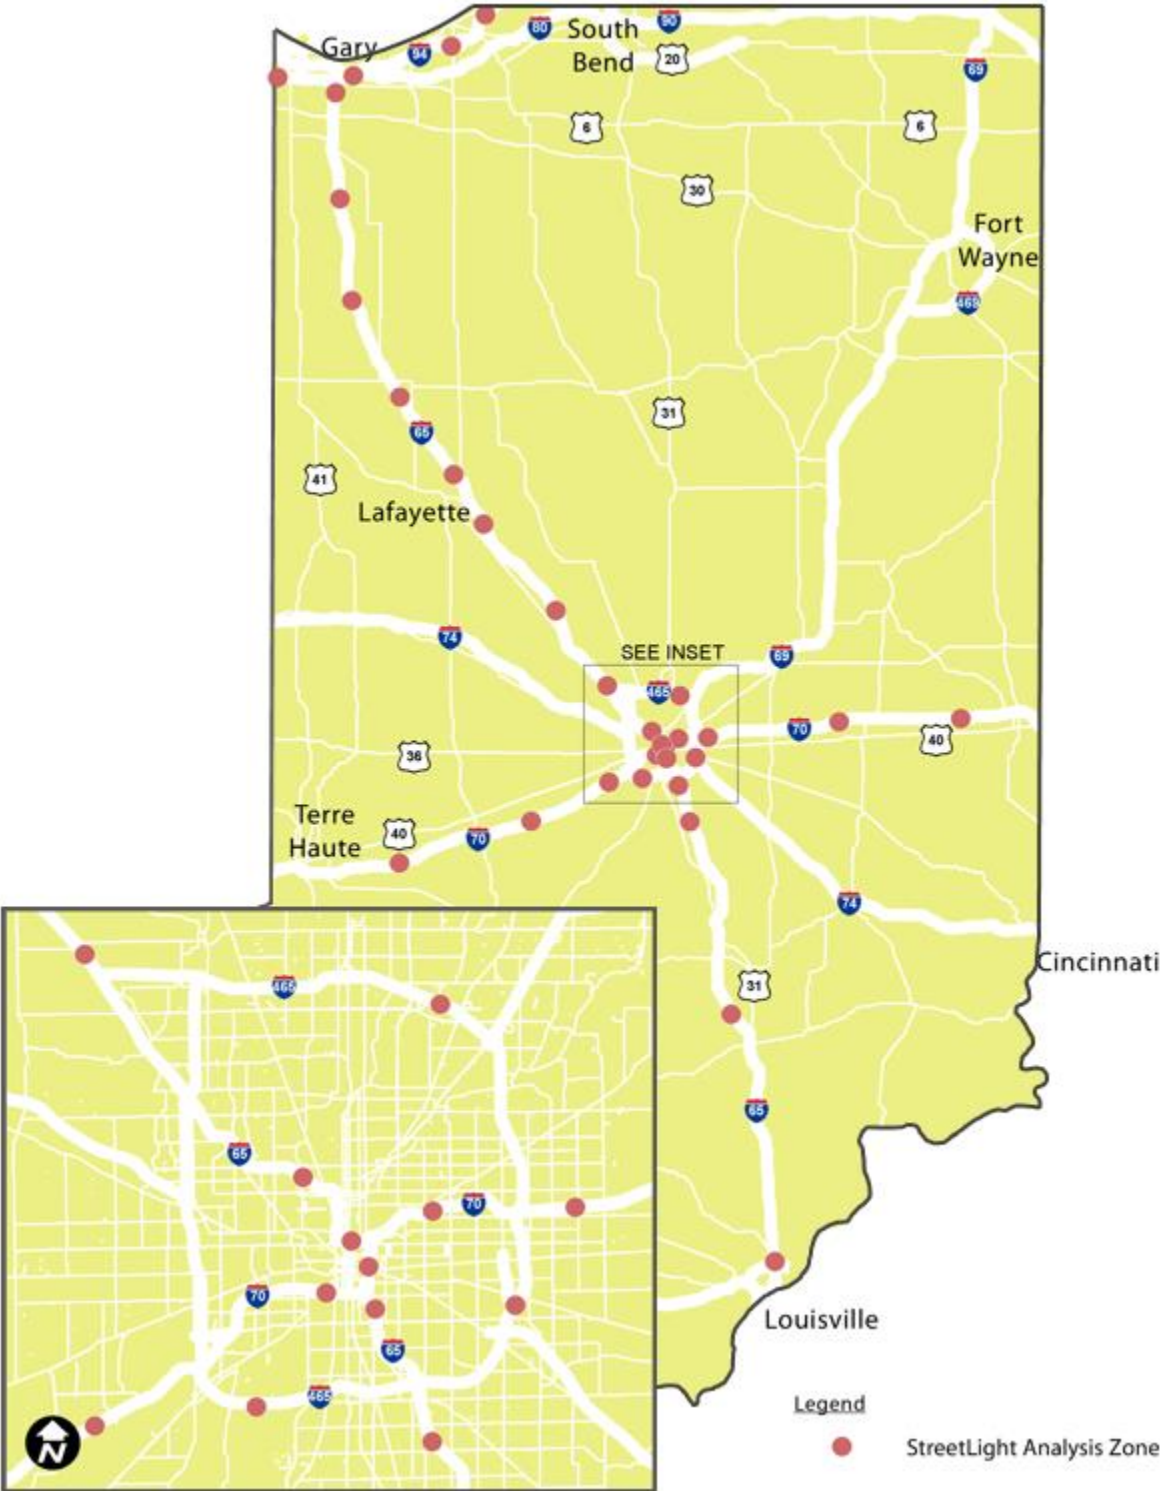 80
90
South
Bend
Gary
94
20
69
6
6
30
Fort
Wayne
469
31
65
41
Lafayette
74
SEE INSET
69
465
70
40
36
Terre
Haute
40
70
74
Cincinnati
31
465
65
65
70
70
Louisville
65
465
Legend
N
StreetLight Analysis Zone